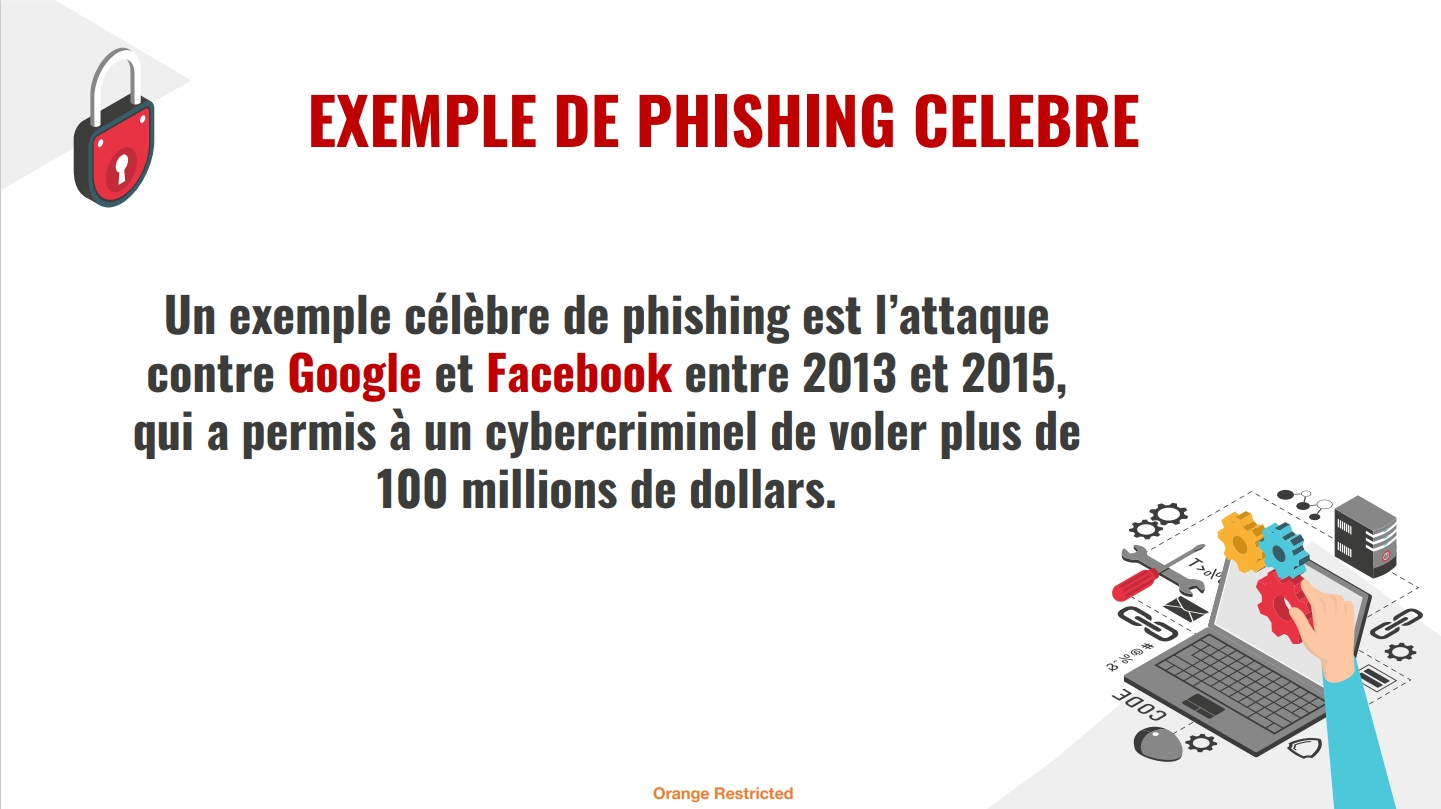 EXEMPLE DE PHISHING CELEBRE
Un exemple célèbre de phishing est l’attaque
contre Google et Facebook entre 2013 et 2015,
qui a permis à un cybercriminel de voler plus de
100 millions de dollars.
CODE
Orange Restricted